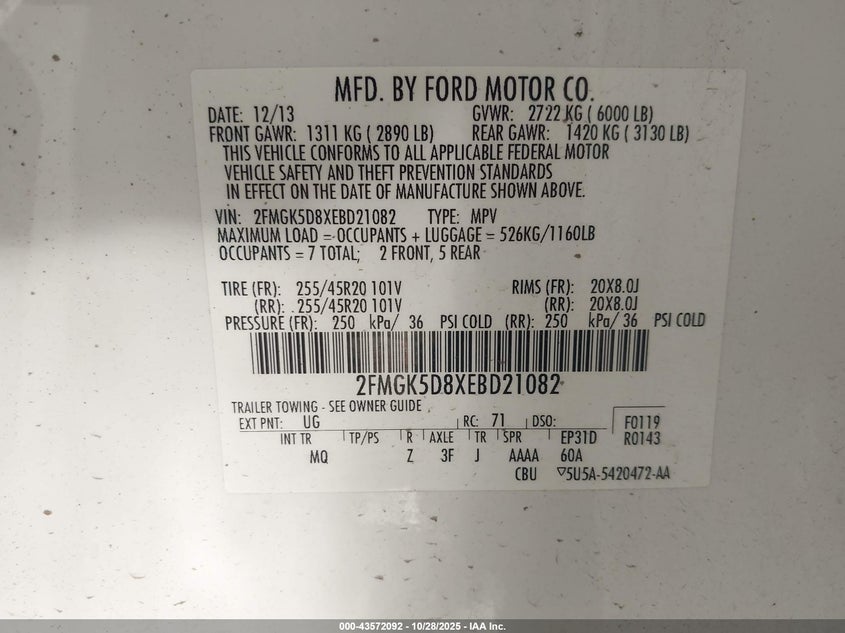 MFD. BY FORD MOTOR CO.
DATE: 12/13 GVWR: 2722 KG ( 6000 LB)
FRONT GAWR: 1311 KG ( 2890 LB) REAR GAWR: 1420 KG ( 3130 LB)
THIS VEHICLE CONFORMS TO ALL APPLICABLE FEDERAL MOTOR
VEHICLE SAFETY AND THEFT PREVENTION STANDARDS
IN EFFECT ON THE DATE OF MANUFACTURE SHOWN ABOVE.
VIN: 2FMGK5D8XEBD21082 TYPE: MPV
MAXIMUM LOAD = OCCUPANTS + LUGGAGE = 526KG/1160LB
OCCUPANTS = 7 TOTAL; 2 FRONT, 5 REAR
TIRE (FR): 255/45R20 101V RIMS (FR): 20X8.0J
(RR): 255/45R20 101V (RR): 20X8.0J
PRESSURE (FR): 250 kPa/ 36 PSI COLD (RR): 250 kPa/ 36 PSI COLD
2FMGK5D8XEBD21082
TRAILER TOWING - SEE OWNER GUIDE
EXT PNT: UG RC: 71 DSO: F0119
INT TR TP/PS R AXLE TR SPR EP31D R0143
MQ Z 3F J AAAA 60A
CBU ▽5U5A-5420472-AA
000-43572092 | 10/28/2025 - IAA Inc.